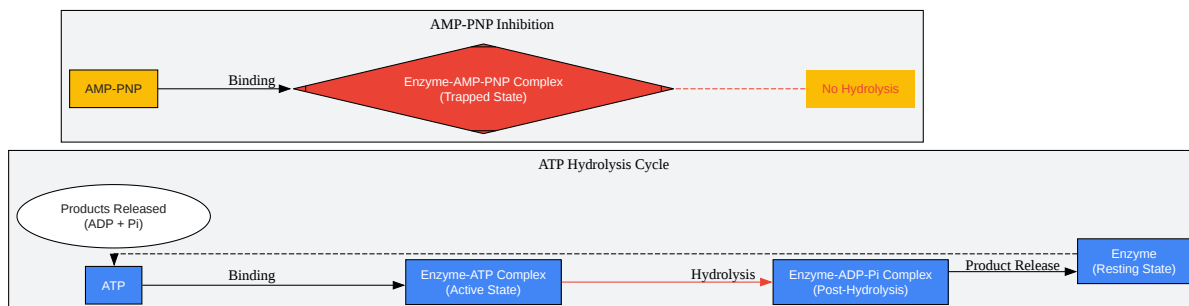 AMP-PNP Inhibition
AMP-PNP
Binding
Enzyme-AMP-PNP Complex
(Trapped State)
No Hydrolysis
ATP Hydrolysis Cycle
Products Released
(ADP + Pi)
ATP
Binding
Enzyme-ATP Complex
(Active State)
Hydrolysis
Enzyme-ADP-Pi Complex
(Post-Hydrolysis)
Product Release
Enzyme
(Resting State)